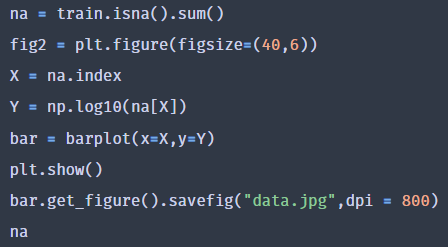 na = train.isna().sum()
fig2 = plt.figure(figsize=(40,6))
X = na.index
Y = np.log10(na[X])
bar = barplot(x=X,y=Y)
plt.show()
bar.get_figure().savefig("data.jpg",dpi = 800)
na